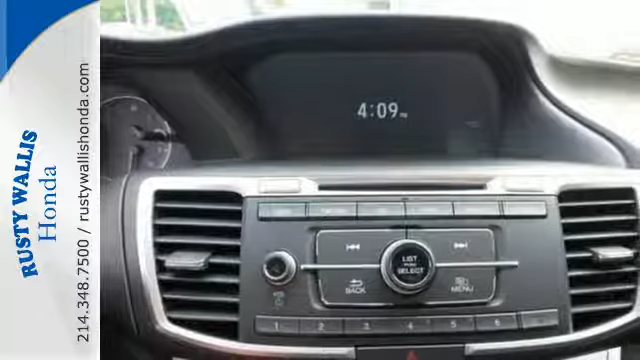 RUSTY WALLIS
Honda
214.348.7500 / rustywallishonda.com
4:09
LIST
SELECT
BACK
MENU
1 2 3 4 5 6